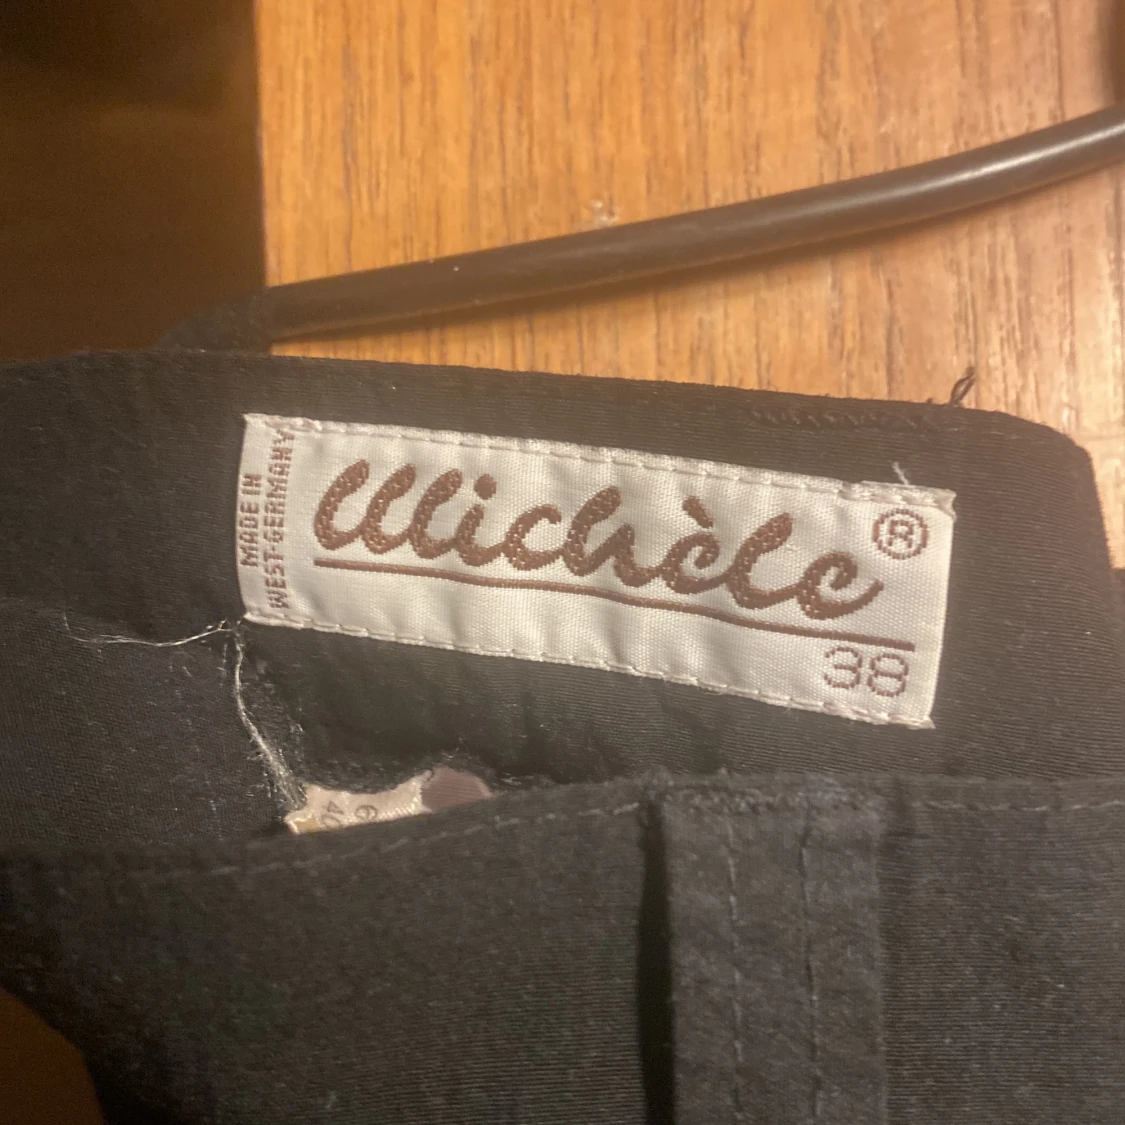 MADE IN
WEST-GERMANY
Michèle ®
38